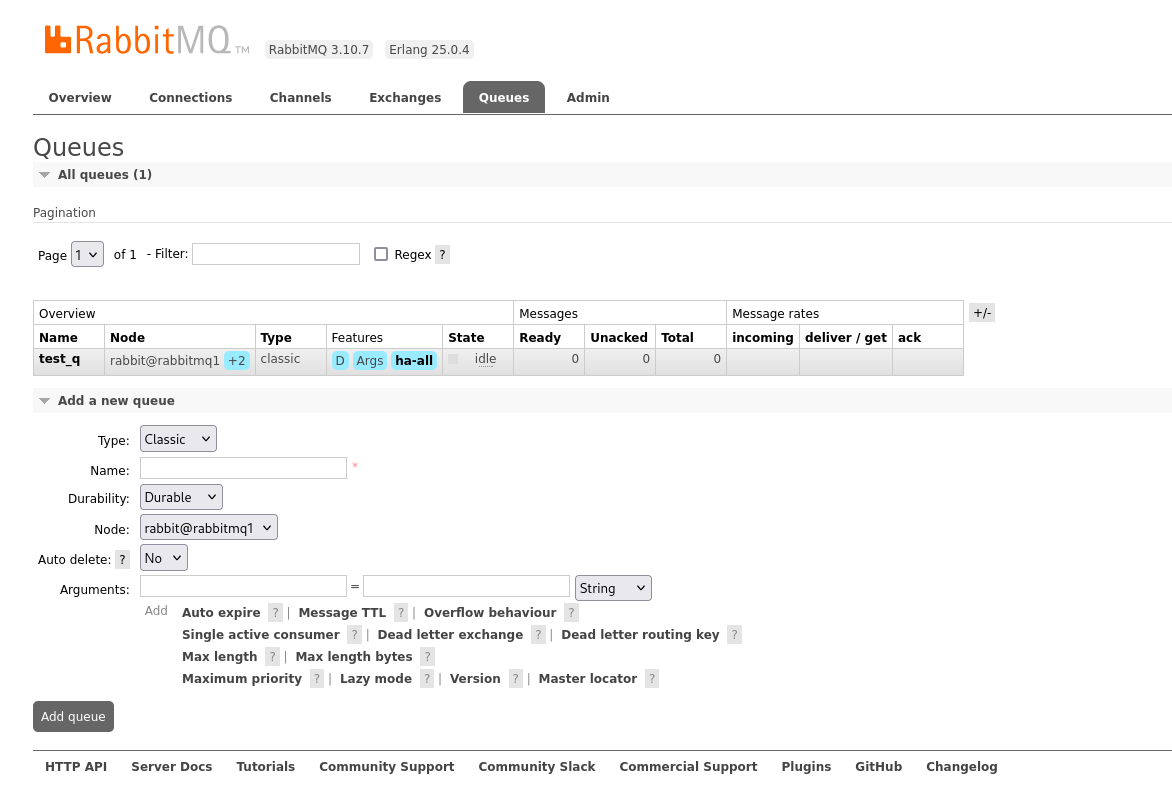 RabbitMQ TM RabbitMQ 3.10.7 Erlang 25.0.4
Overview Connections Channels Exchanges Queues Admin
Queues
All queues (1)
Pagination
Page 1 of 1 - Filter: Regex ?
Overview Messages Message rates +/-
Name Node Type Features State Ready Unacked Total incoming deliver / get ack
test_q rabbit@rabbitmq1 +2 classic D Args ha-all idle 0 0 0
Add a new queue
Type: Classic
Name: *
Durability: Durable
Node: rabbit@rabbitmq1
Auto delete: ? No
Arguments: = String
Add Auto expire ? | Message TTL ? | Overflow behaviour ?
Single active consumer ? | Dead letter exchange ? | Dead letter routing key ?
Max length ? | Max length bytes ?
Maximum priority ? | Lazy mode ? | Version ? | Master locator ?
Add queue
HTTP API Server Docs Tutorials Community Support Community Slack Commercial Support Plugins GitHub Changelog